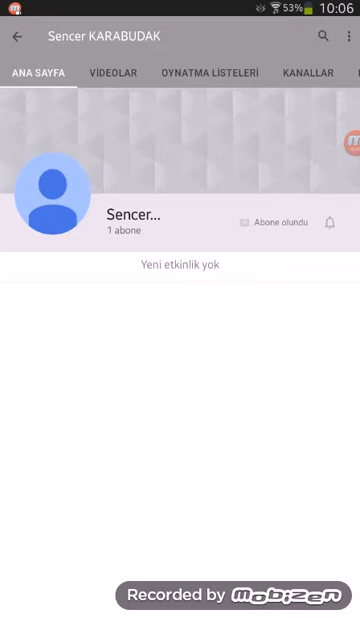 53% 10:06
Sencer KARABUDAK
ANA SAYFA VİDEOLAR OYNATMA LİSTELERİ KANALLAR
Sencer...
1 abone
Abone olundu
Yeni etkinlik yok
Recorded by mobizen